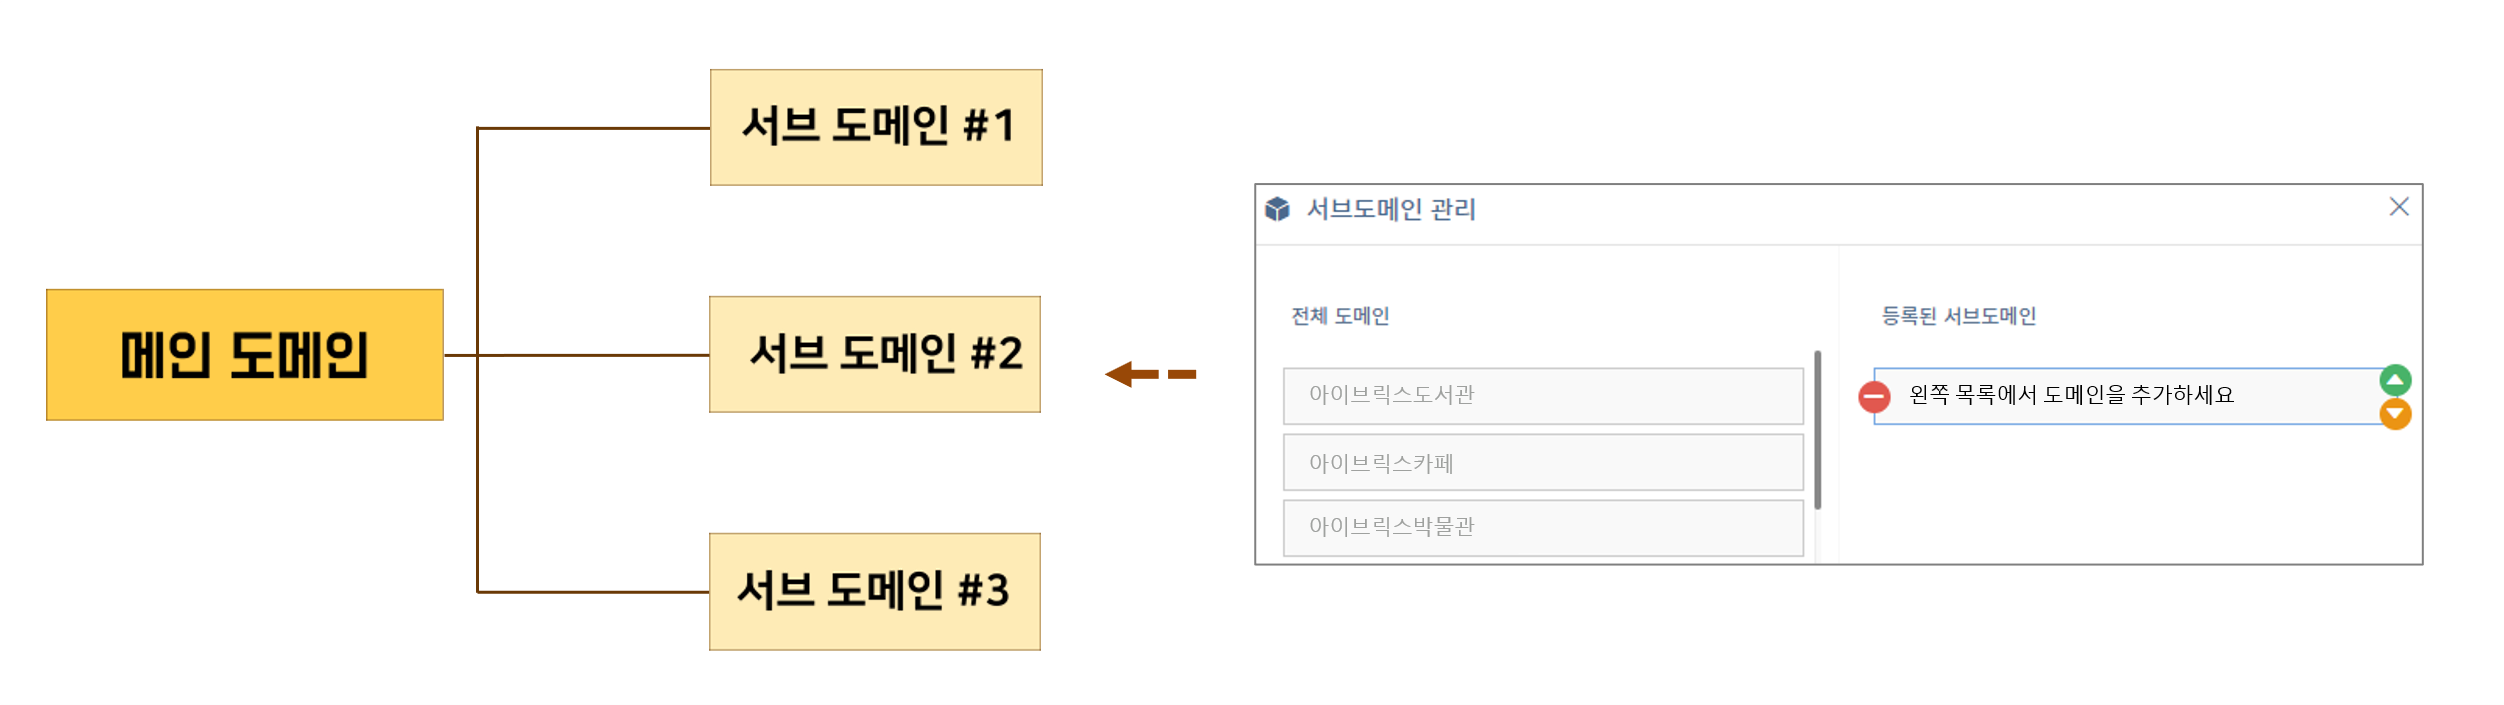 서브 도메인 #1
메인 도메인
서브 도메인 #2
서브 도메인 #3
서브도메인 관리
전체 도메인
아이브릭스도서관
아이브릭스카페
아이브릭스박물관
등록된 서브도메인
왼쪽 목록에서 도메인을 추가하세요